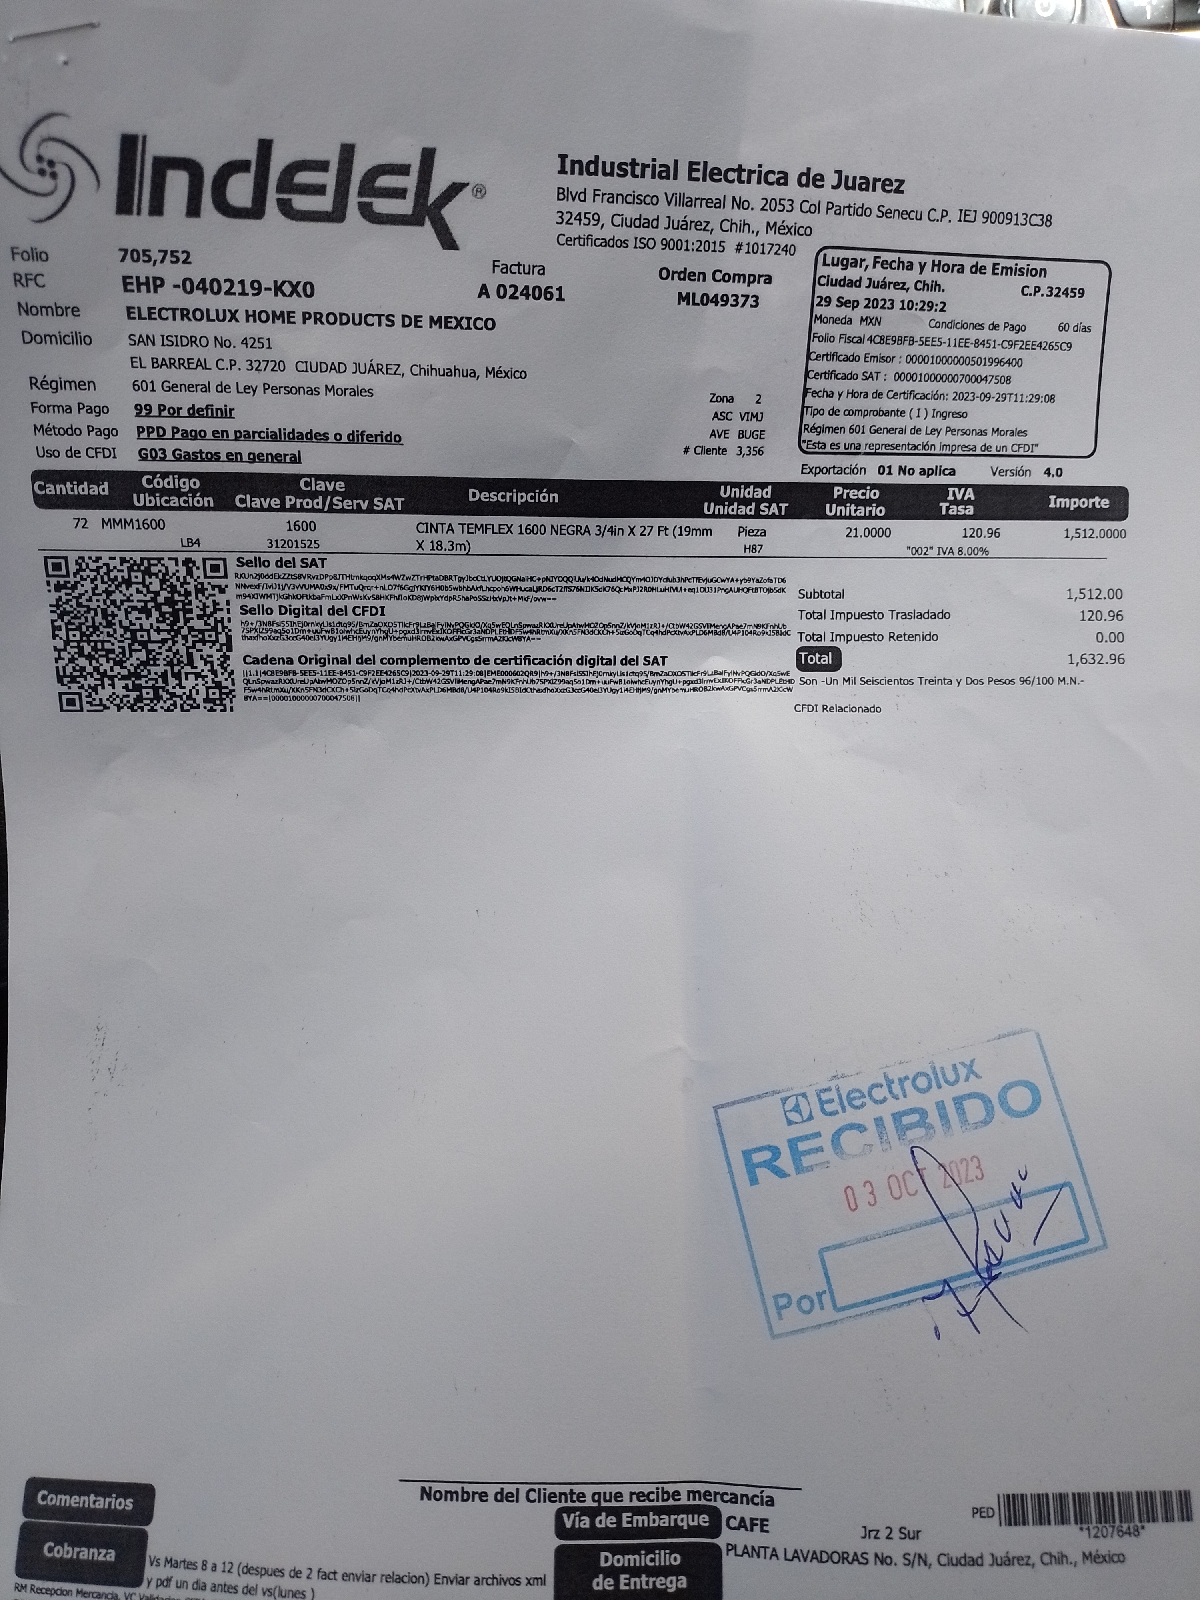 Indelek®
Industrial Electrica de Juarez
Blvd Francisco Villarreal No. 2053 Col Partido Senecu C.P. IEJ 900913C38
32459, Ciudad Juárez, Chih., México
Certificados ISO 9001:2015 #1017240
Folio 705,752
RFC EHP -040219-KX0
Nombre ELECTROLUX HOME PRODUCTS DE MEXICO
Domicilio SAN ISIDRO No. 4251
EL BARREAL C.P. 32720 CIUDAD JUÁREZ, Chihuahua, México
Régimen 601 General de Ley Personas Morales
Forma Pago 99 Por definir
Método Pago PPD Pago en parcialidades o diferido
Uso de CFDI G03 Gastos en general
Factura
A 024061
Orden Compra
ML049373
Zona 2
ASC VIMJ
AVE BUGE
# Cliente 3,356
Lugar, Fecha y Hora de Emision
Ciudad Juárez, Chih. C.P.32459
29 Sep 2023 10:29:2
Moneda MXN Condiciones de Pago 60 días
Folio Fiscal 4C8E9BFB-5EE5-11EE-8451-C9F2EE4265C9
Certificado Emisor : 00001000000501996400
Certificado SAT : 00001000000700047508
Fecha y Hora de Certificación: 2023-09-29T11:29:08
Tipo de comprobante ( I ) Ingreso
Régimen 601 General de Ley Personas Morales
"Esta es una representación impresa de un CFDI"
Exportación 01 No aplica Versión 4.0
Cantidad Código Ubicación Clave Clave Prod/Serv SAT Descripción Unidad Unidad SAT Precio Unitario IVA Tasa Importe
72 MMM1600 1600 CINTA TEMFLEX 1600 NEGRA 3/4in X 27 Ft (19mm Pieza 21.0000 120.96 1,512.0000
LB4 31201525 X 18.3m) H87 "002" IVA 8.00%
Sello del SAT
Sello Digital del CFDI
Cadena Original del complemento de certificación digital del SAT
Subtotal 1,512.00
Total Impuesto Trasladado 120.96
Total Impuesto Retenido 0.00
Total 1,632.96
Son -Un Mil Seiscientos Treinta y Dos Pesos 96/100 M.N.-
CFDI Relacionado
Electrolux
RECIBIDO
03 OCT 2023
Por
Nombre del Cliente que recibe mercancía
Comentarios
Cobranza
Vs Martes 8 a 12 (despues de 2 fact enviar relacion) Enviar archivos xml
y pdf un dia antes del vs(lunes )
RM Recepcion Mercancia, VC
Vía de Embarque CAFE Jrz 2 Sur
PED
*1207648*
Domicilio
de Entrega
PLANTA LAVADORAS No. S/N, Ciudad Juárez, Chih., México